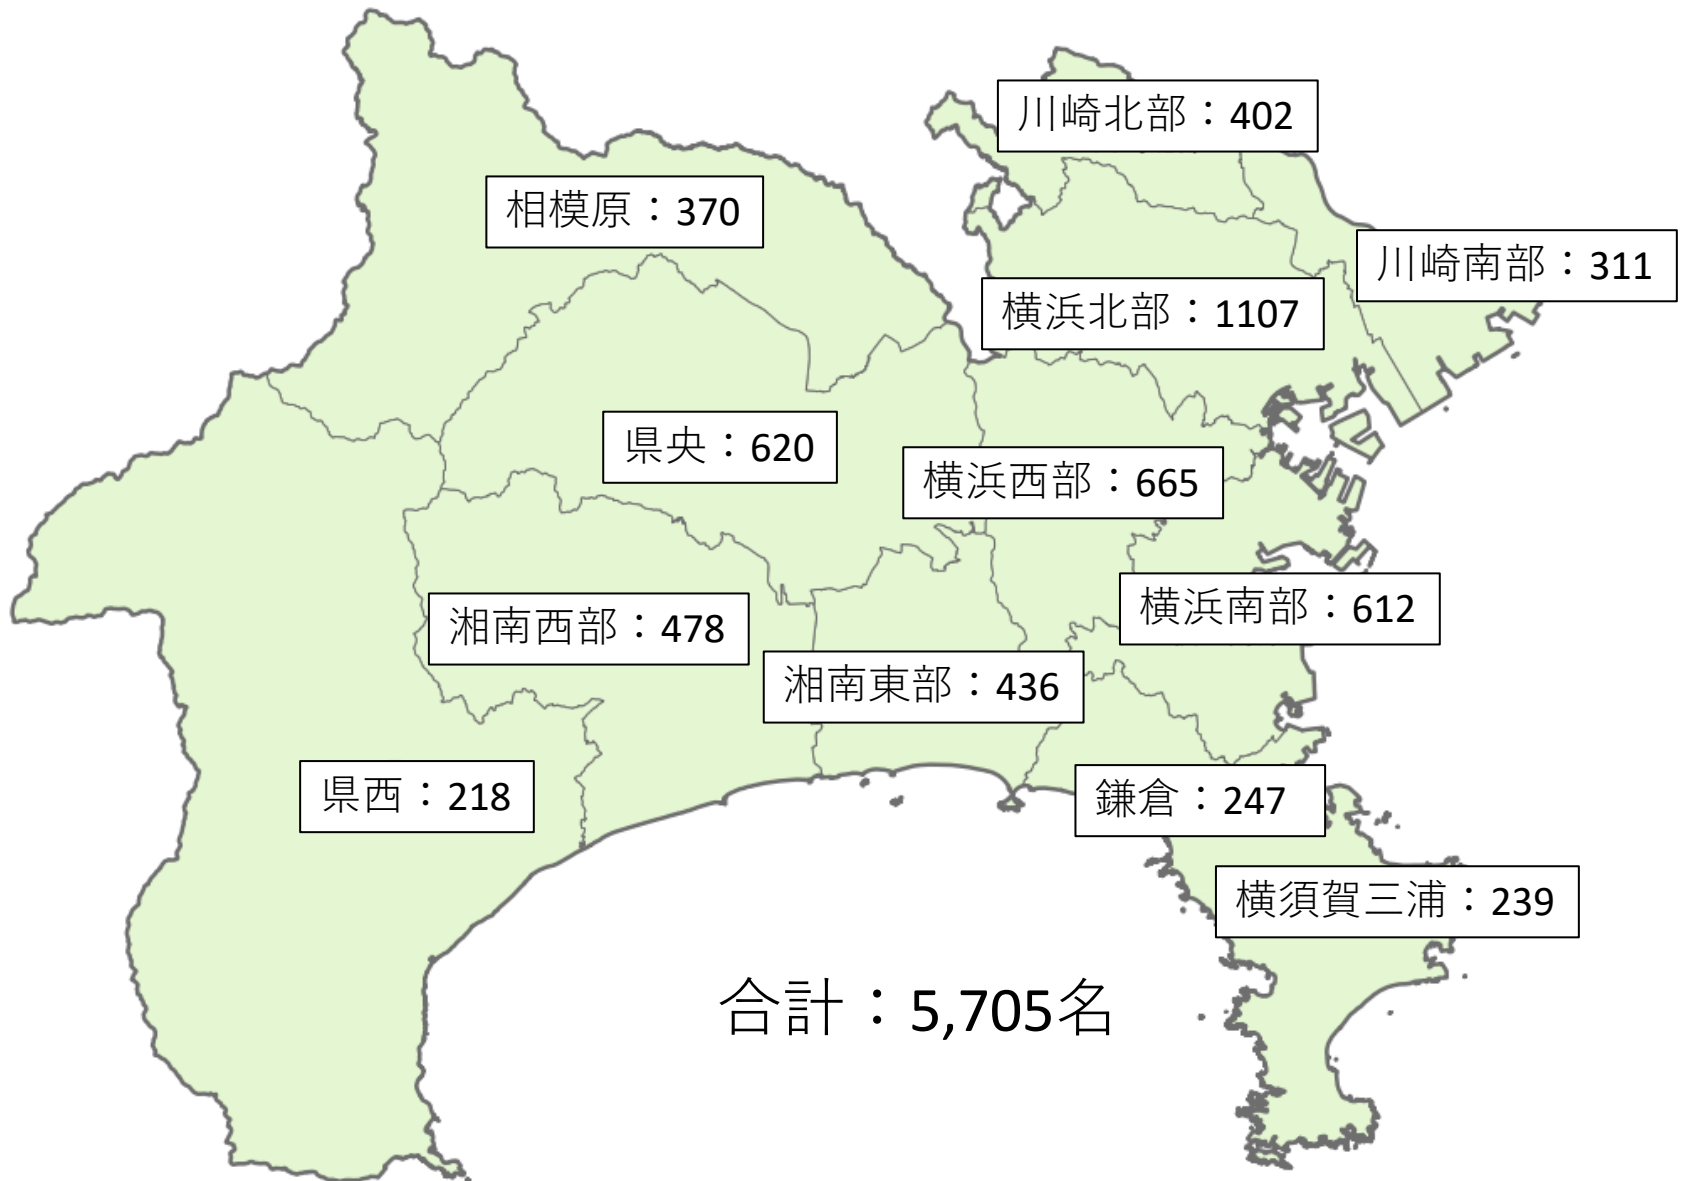 川崎北部：402
相模原：370
川崎南部：311
横浜北部：1107
県央：620
横浜西部：665
横浜南部：612
湘南西部：478
湘南東部：436
県西：218
鎌倉：247
横須賀三浦：239
合計：5,705名